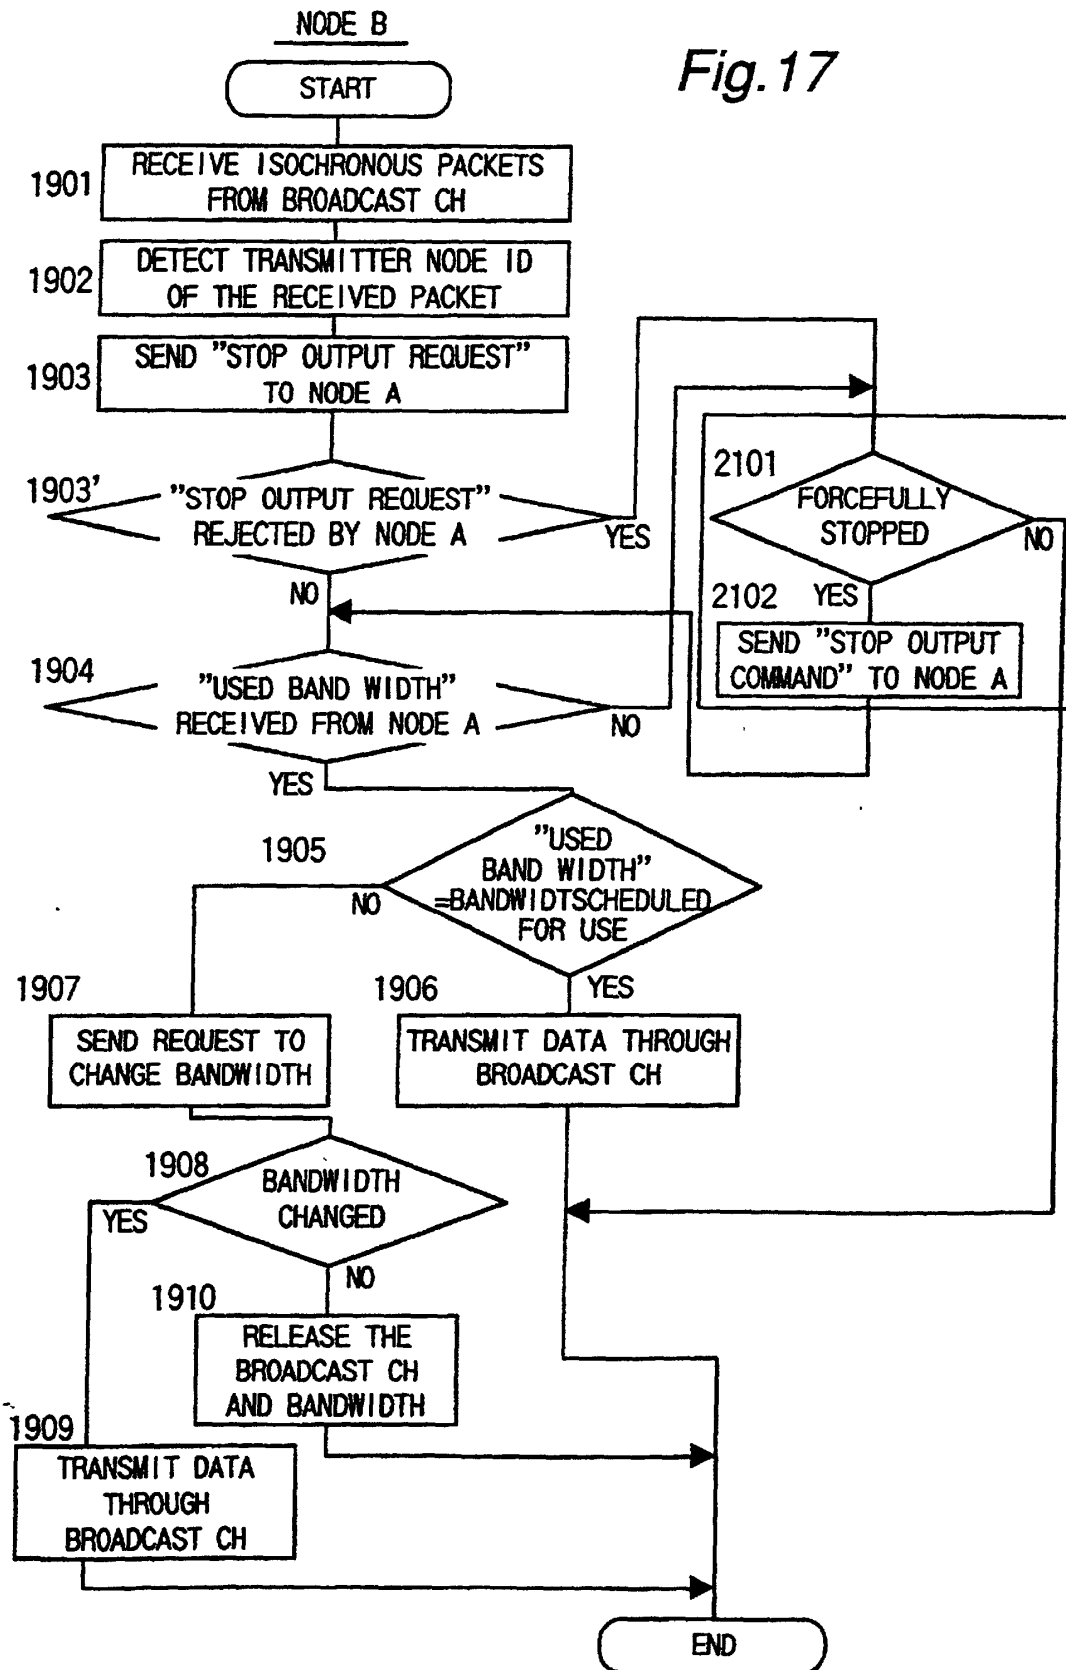 NODE B
Fig.17
START
1901
RECEIVE ISOCHRONOUS PACKETS
FROM BROADCAST CH
1902
DETECT TRANSMITTER NODE ID
OF THE RECEIVED PACKET
1903
SEND "STOP OUTPUT REQUEST"
TO NODE A
1903'
"STOP OUTPUT REQUEST"
REJECTED BY NODE A
YES
NO
2101
FORCEFULLY
STOPPED
NO
YES
2102
SEND "STOP OUTPUT
COMMAND" TO NODE A
1904
"USED BAND WIDTH"
RECEIVED FROM NODE A
NO
YES
1905
"USED
BAND WIDTH"
=BANDWIDTSCHEDULED
FOR USE
NO
YES
1907
SEND REQUEST TO
CHANGE BANDWIDTH
1906
TRANSMIT DATA THROUGH
BROADCAST CH
1908
BANDWIDTH
CHANGED
YES
NO
1910
RELEASE THE
BROADCAST CH
AND BANDWIDTH
1909
TRANSMIT DATA
THROUGH
BROADCAST CH
END